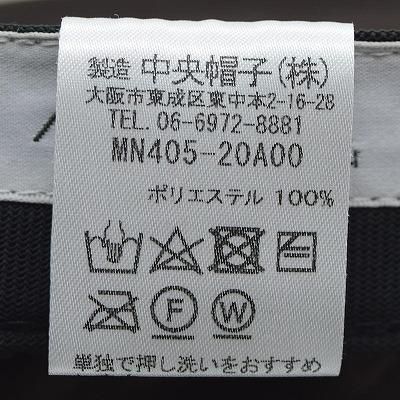 製造 中央帽子(株)
大阪市東成区東中本2-16-28
TEL. 06-6972-8881
MN405-20A00
ポリエステル 100%
F W
単独で押し洗いをおすすめ